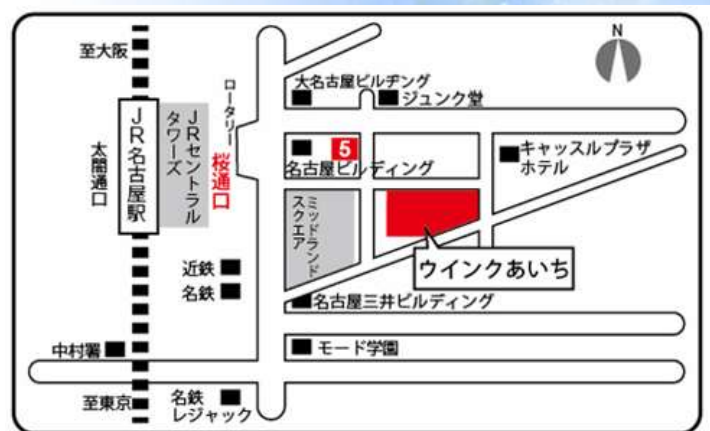 至大阪
N
大名古屋ビルヂング
ジュンク堂
ロータリー
JR名古屋駅
JRセントラル
タワーズ
桜通口
太閤通口
5
名古屋ビルディング
キャッスルプラザ
ホテル
ミッドランド
スクエア
ウインクあいち
近鉄
名鉄
名古屋三井ビルディング
中村署
モード学園
至東京
名鉄
レジャック